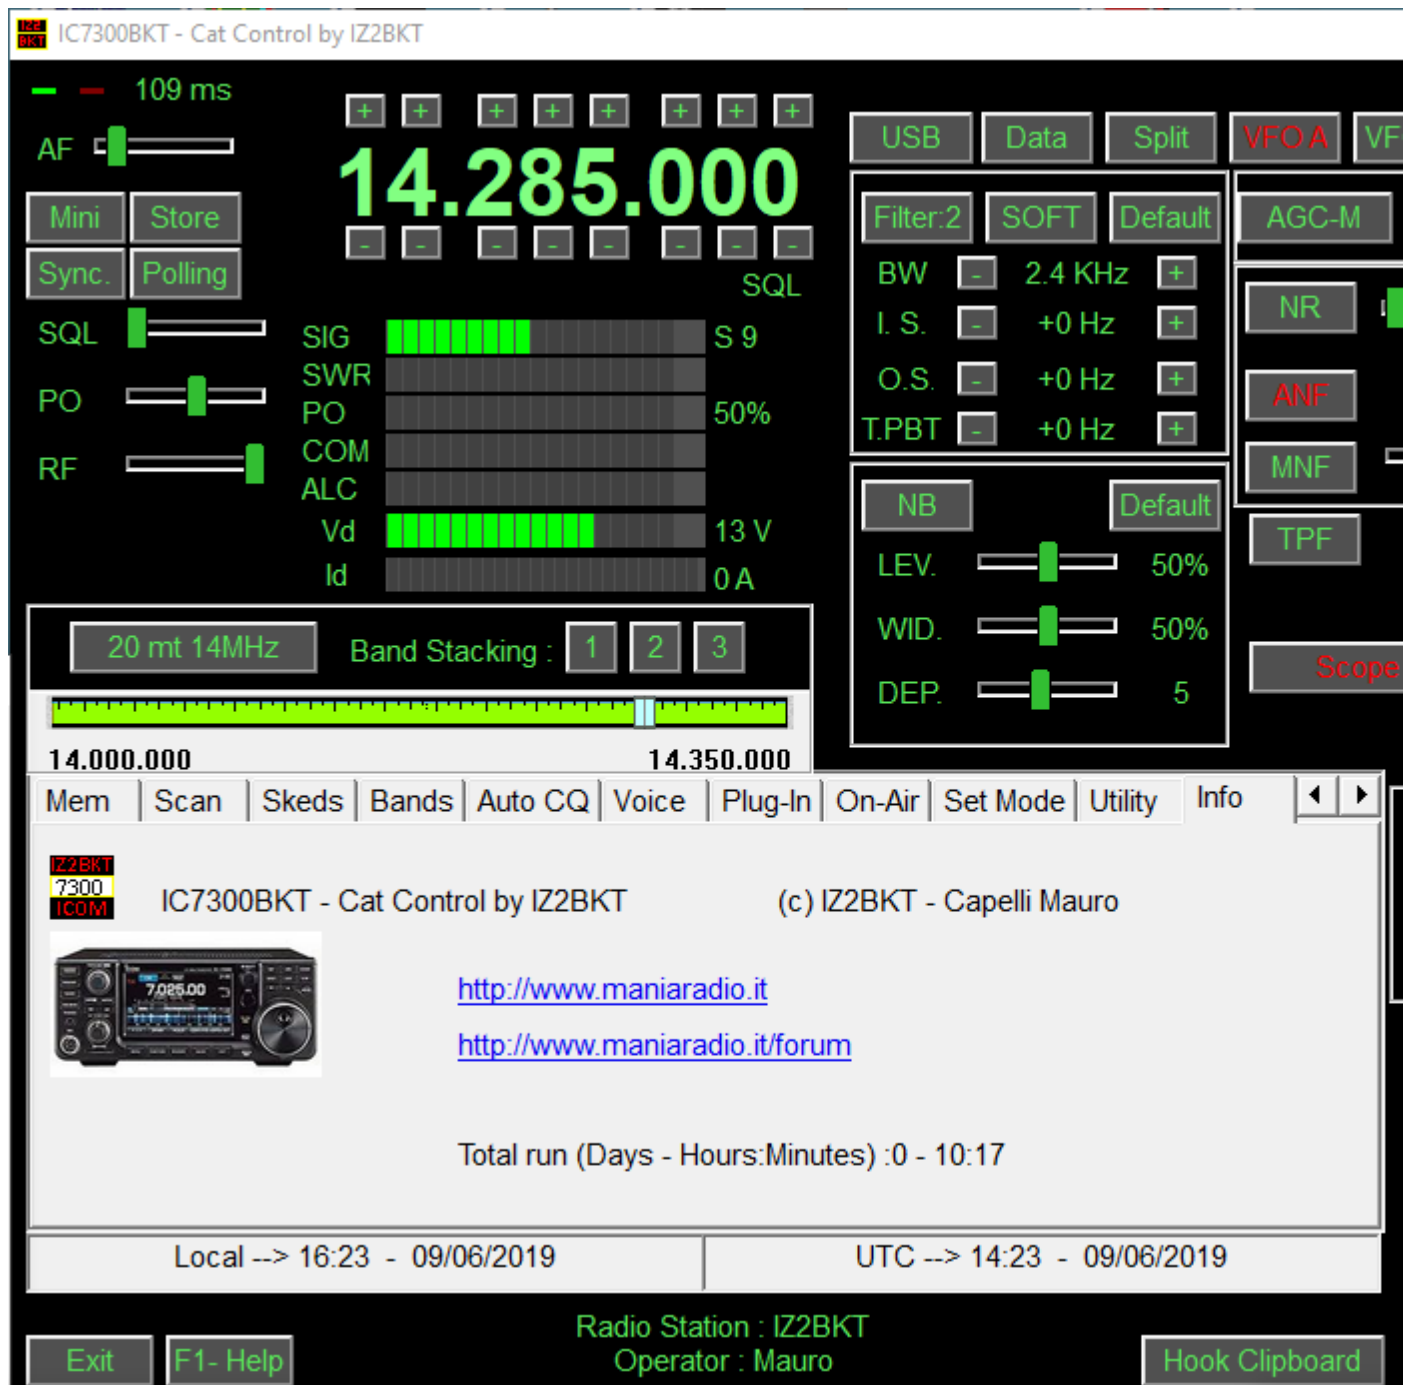 IZ2
BKT
IC7300BKT - Cat Control by IZ2BKT
109 ms
+ + + + + + + +
AF
14.285.000
USB Data Split VFO A VF
Mini Store
- - - - - - - -
Filter:2 SOFT Default AGC-M
Sync. Polling
SQL
BW - 2.4 KHz +
NR
SQL
SIG S 9
I. S. - +0 Hz +
SWR
O.S. - +0 Hz +
ANF
PO
PO 50%
T.PBT - +0 Hz +
COM
RF
MNF
ALC
NB Default
Vd 13 V
TPF
Id 0 A
LEV. 50%
20 mt 14MHz Band Stacking : 1 2 3
WID. 50%
Scope
DEP. 5
14.000.000 14.350.000
Mem Scan Skeds Bands Auto CQ Voice Plug-In On-Air Set Mode Utility Info
IZ2BKT
7300
ICOM
IC7300BKT - Cat Control by IZ2BKT (c) IZ2BKT - Capelli Mauro
7.025.00
http://www.maniaradio.it
http://www.maniaradio.it/forum
Total run (Days - Hours:Minutes) :0 - 10:17
Local --> 16:23 - 09/06/2019 UTC --> 14:23 - 09/06/2019
Radio Station : IZ2BKT
Exit F1- Help Operator : Mauro Hook Clipboard